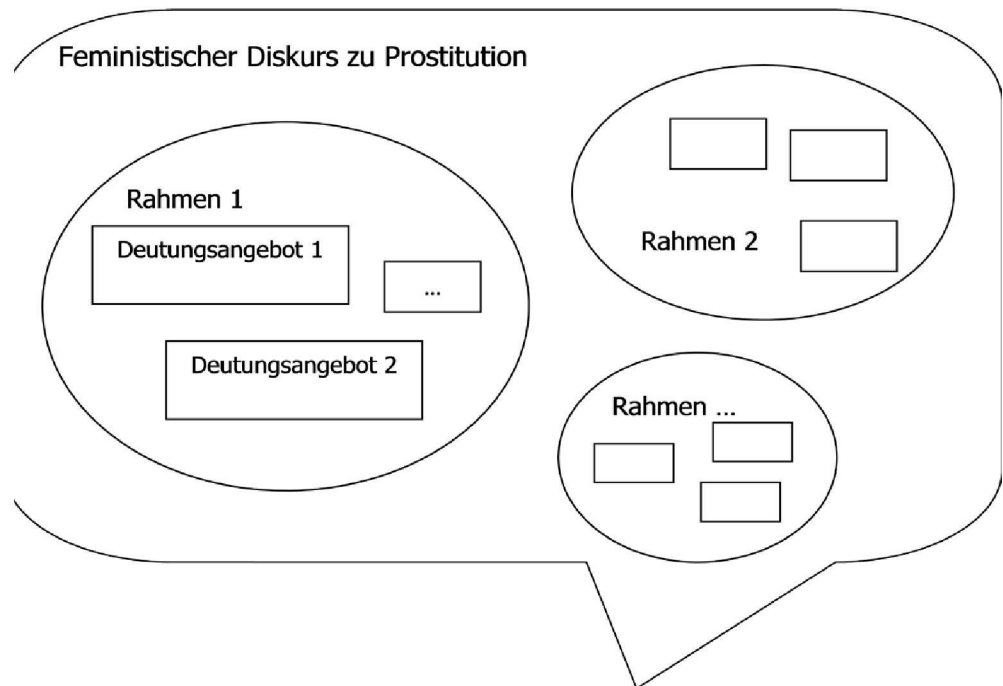 Feministischer Diskurs zu Prostitution
Rahmen 1
Deutungsangebot 1
...
Deutungsangebot 2
Rahmen 2
Rahmen ...